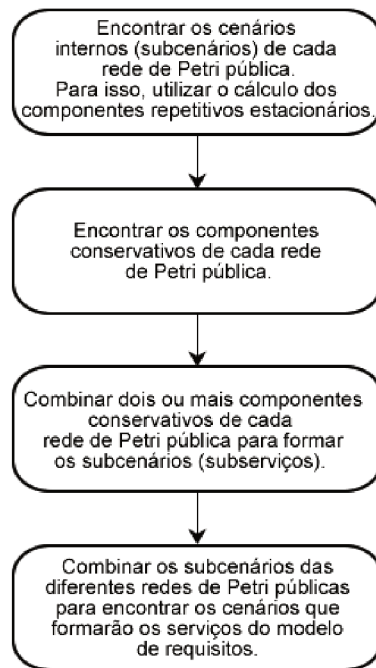 Encontrar os cenários
internos (subcenários) de cada
rede de Petri pública.
Para isso, utilizar o cálculo dos
componentes repetitivos estacionários.
Encontrar os componentes
conservativos de cada rede
de Petri pública.
Combinar dois ou mais componentes
conservativos de cada
rede de Petri pública para formar
os subcenários (subserviços).
Combinar os subcenários das
diferentes redes de Petri públicas
para encontrar os cenários que
formarão os serviços do modelo
de requisitos.